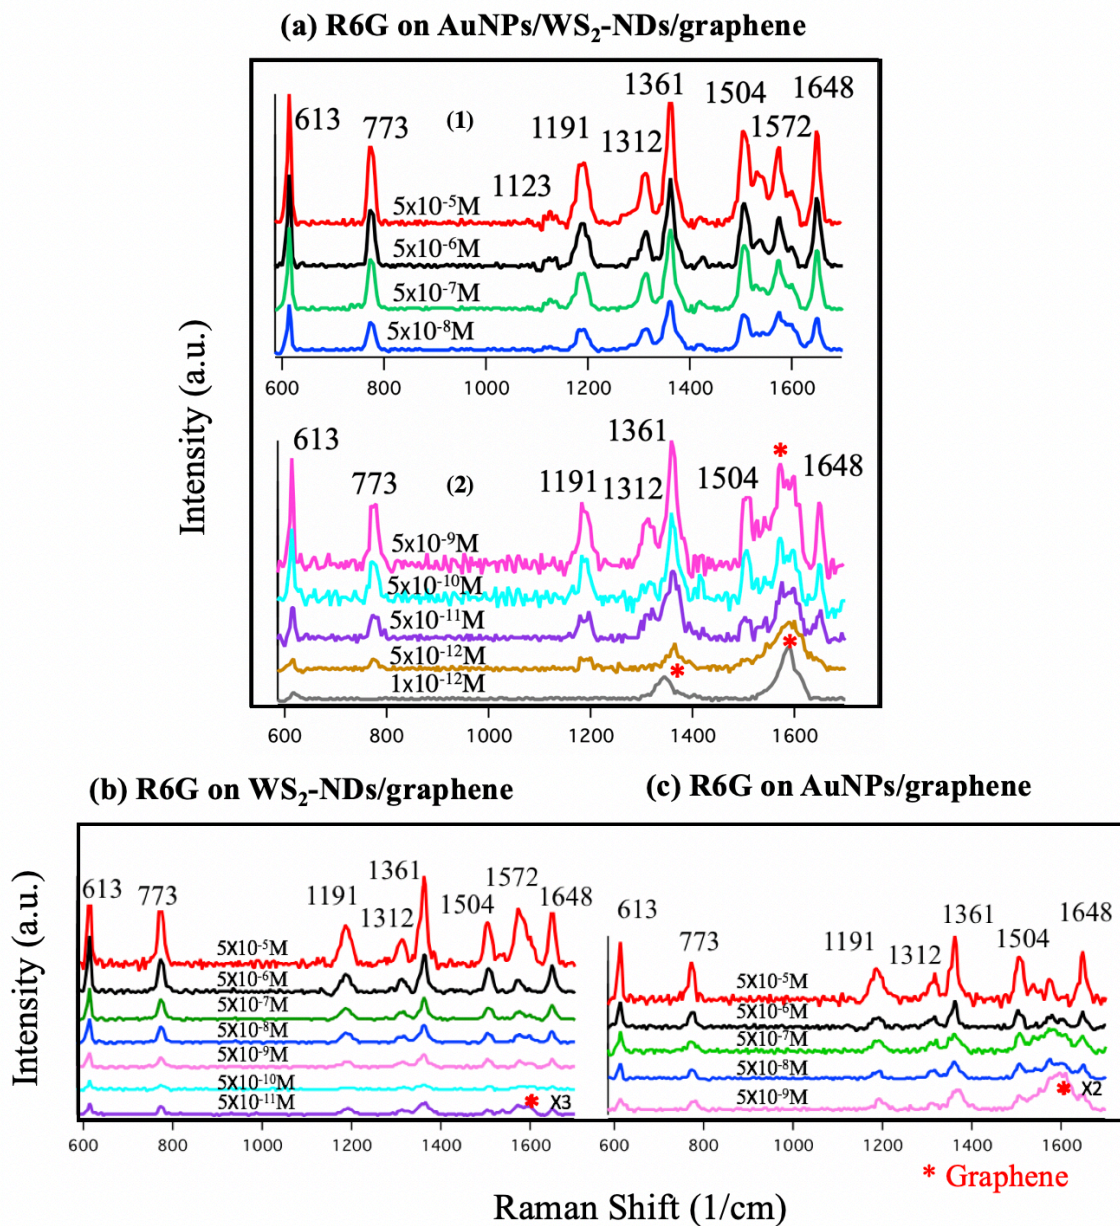 (a) R6G on AuNPs/WS₂-NDs/graphene
613
773
(1)
1123
1191
1312
1361
1504
1572
1648
5x10⁻⁵M
5x10⁻⁶M
5x10⁻⁷M
5x10⁻⁸M
600 800 1000 1200 1400 1600
613
773
(2)
1191
1312
1361
1504
*
1648
5x10⁻⁹M
5x10⁻¹⁰M
5x10⁻¹¹M
5x10⁻¹²M
*
1x10⁻¹²M
*
600 800 1000 1200 1400 1600
Intensity (a.u.)
(b) R6G on WS₂-NDs/graphene
613
773
1191
1312
1361
1504
1572
1648
5X10⁻⁵M
5X10⁻⁶M
5X10⁻⁷M
5X10⁻⁸M
5X10⁻⁹M
5X10⁻¹⁰M
5X10⁻¹¹M
* X3
600 800 1000 1200 1400 1600
(c) R6G on AuNPs/graphene
613
773
1191
1312
1361
1504
1648
5X10⁻⁵M
5X10⁻⁶M
5X10⁻⁷M
5X10⁻⁸M
5X10⁻⁹M
* X2
600 800 1000 1200 1400 1600
Intensity (a.u.)
* Graphene
Raman Shift (1/cm)